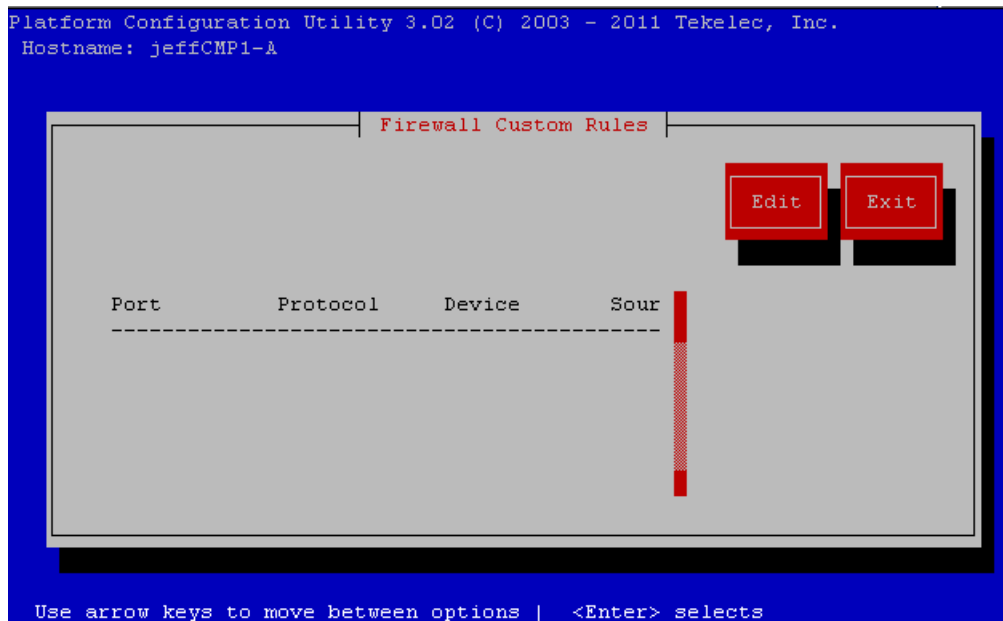 Platform Configuration Utility 3.02 (C) 2003 - 2011 Tekelec, Inc.
Hostname: jeffCMP1-A
Firewall Custom Rules
Edit Exit
Port Protocol Device Sour
-------------------------------------------
Use arrow keys to move between options | <Enter> selects